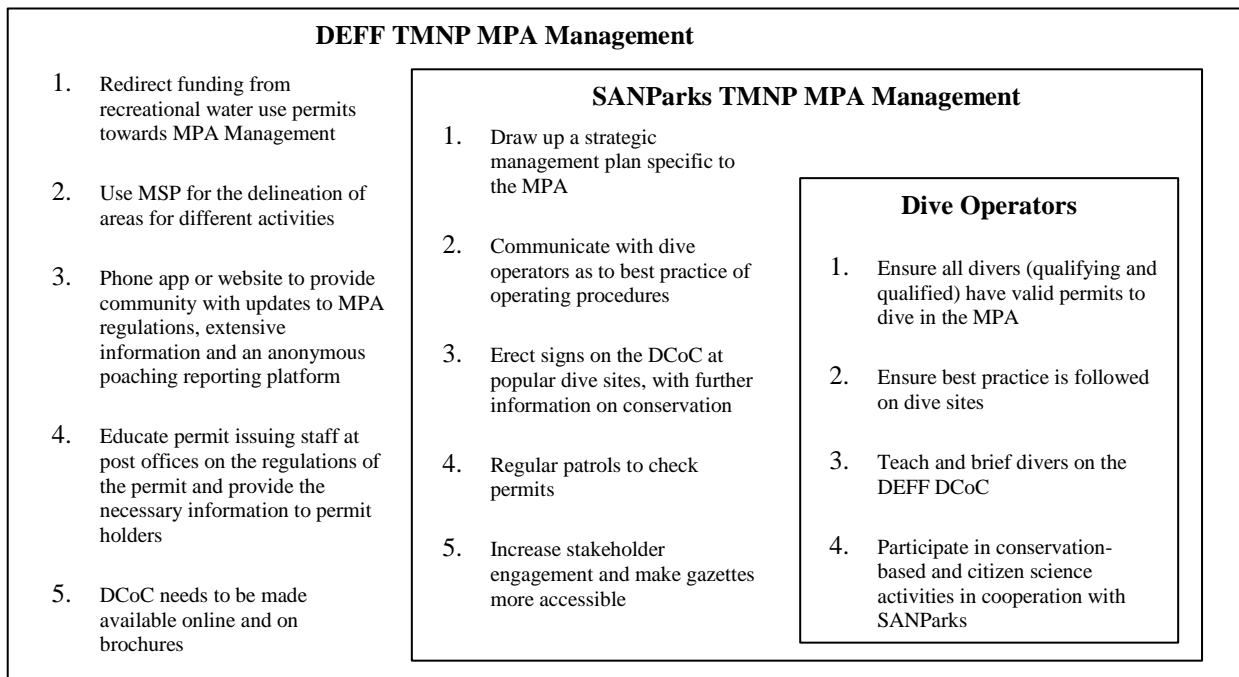 DEFF TMNP MPA Management
1. Redirect funding from
recreational water use permits
towards MPA Management
2. Use MSP for the delineation of
areas for different activities
3. Phone app or website to provide
community with updates to MPA
regulations, extensive
information and an anonymous
poaching reporting platform
4. Educate permit issuing staff at
post offices on the regulations of
the permit and provide the
necessary information to permit
holders
5. DCoC needs to be made
available online and on
brochures
SANParks TMNP MPA Management
1. Draw up a strategic
management plan specific to
the MPA
2. Communicate with dive
operators as to best practice of
operating procedures
3. Erect signs on the DCoC at
popular dive sites, with further
information on conservation
4. Regular patrols to check
permits
5. Increase stakeholder
engagement and make gazettes
more accessible
Dive Operators
1. Ensure all divers (qualifying and
qualified) have valid permits to
dive in the MPA
2. Ensure best practice is followed
on dive sites
3. Teach and brief divers on the
DEFF DCoC
4. Participate in conservation-
based and citizen science
activities in cooperation with
SANParks